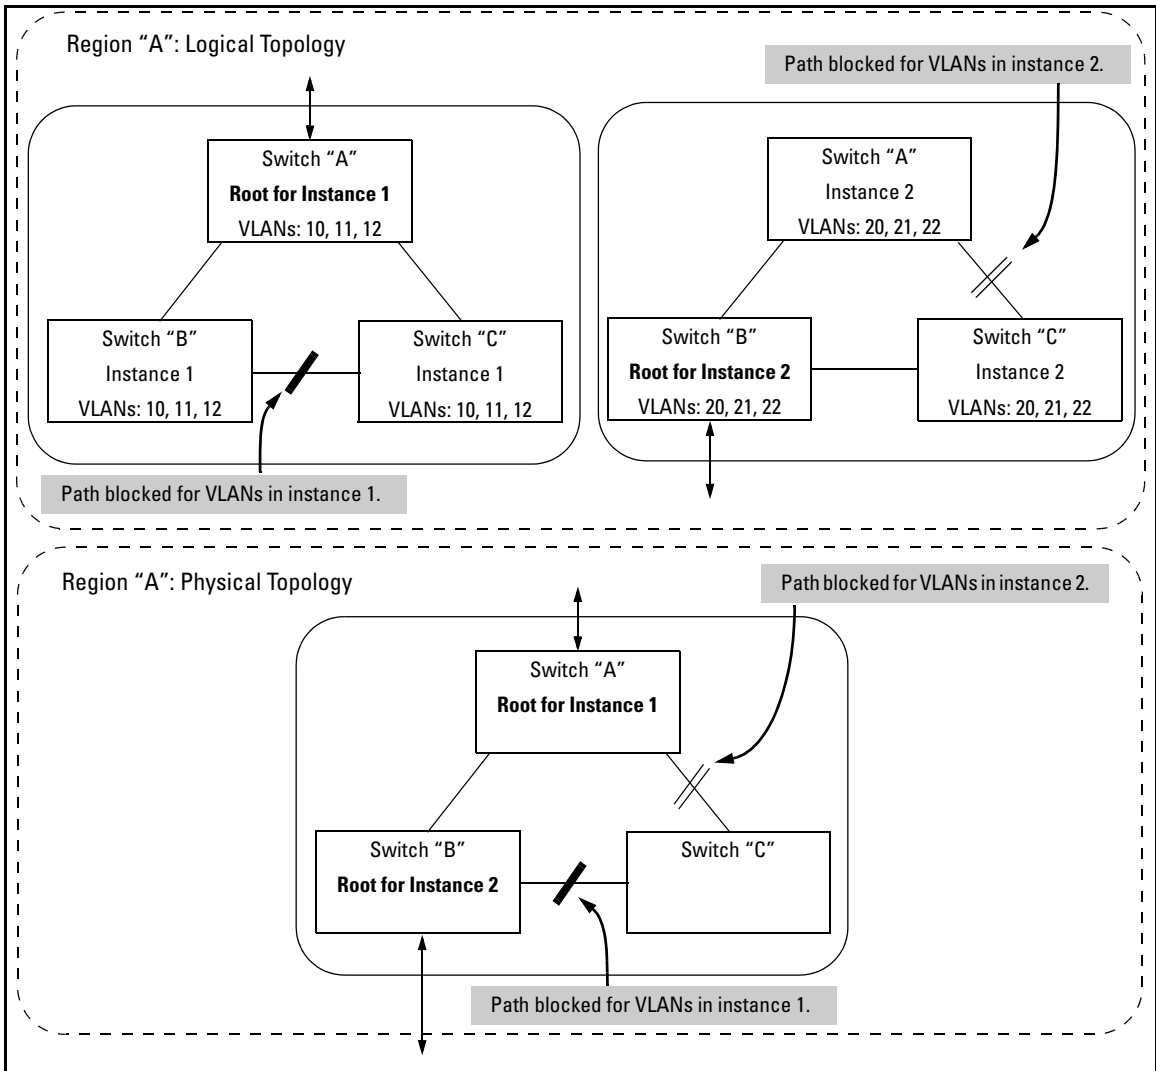 Region “A”: Logical Topology
Path blocked for VLANs in instance 2.
Switch “A”
Root for Instance 1
VLANs: 10, 11, 12
Switch “B”
Instance 1
VLANs: 10, 11, 12
Switch “C”
Instance 1
VLANs: 10, 11, 12
Path blocked for VLANs in instance 1.
Switch “A”
Instance 2
VLANs: 20, 21, 22
Switch “B”
Root for Instance 2
VLANs: 20, 21, 22
Switch “C”
Instance 2
VLANs: 20, 21, 22
Region “A”: Physical Topology
Path blocked for VLANs in instance 2.
Switch “A”
Root for Instance 1
Switch “B”
Root for Instance 2
Switch “C”
Path blocked for VLANs in instance 1.